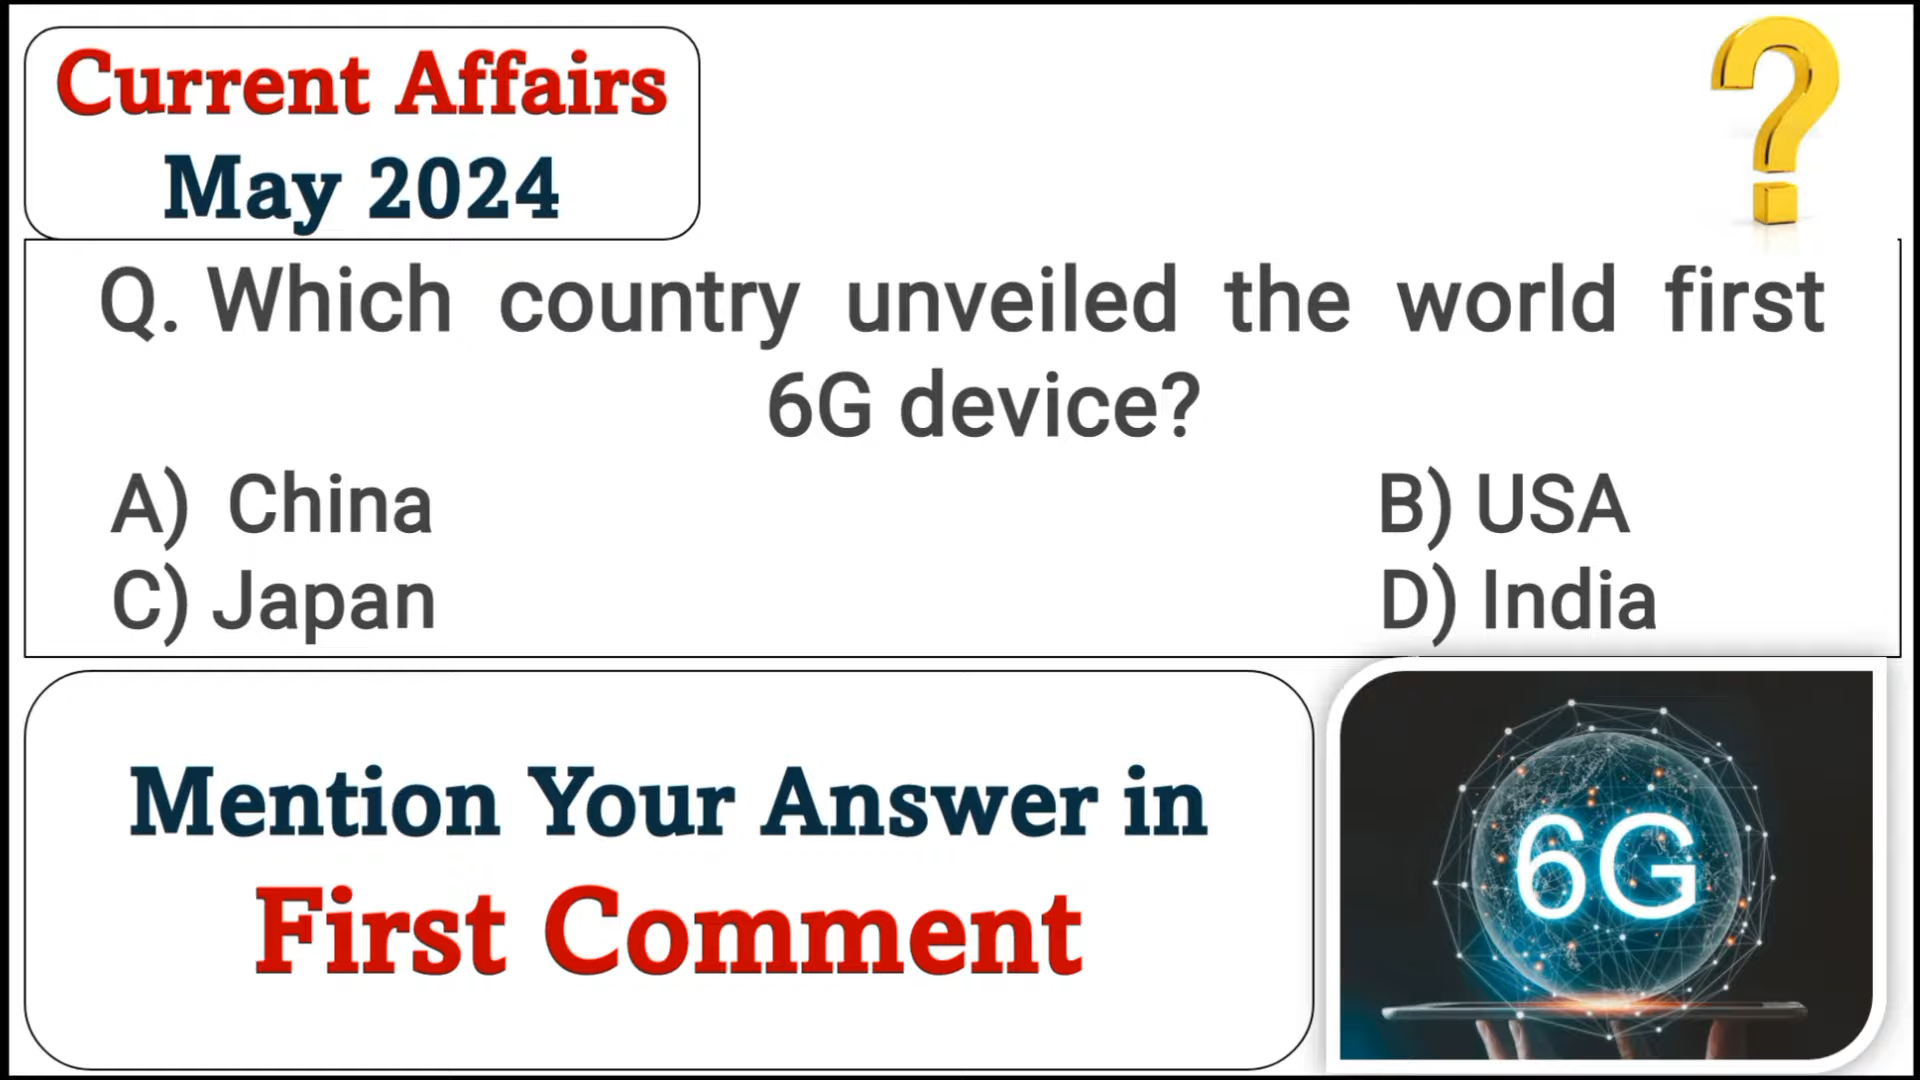 Current Affairs
May 2024
Q. Which country unveiled the world first
6G device?
A) China
B) USA
C) Japan
D) India
Mention Your Answer in
First Comment
6G